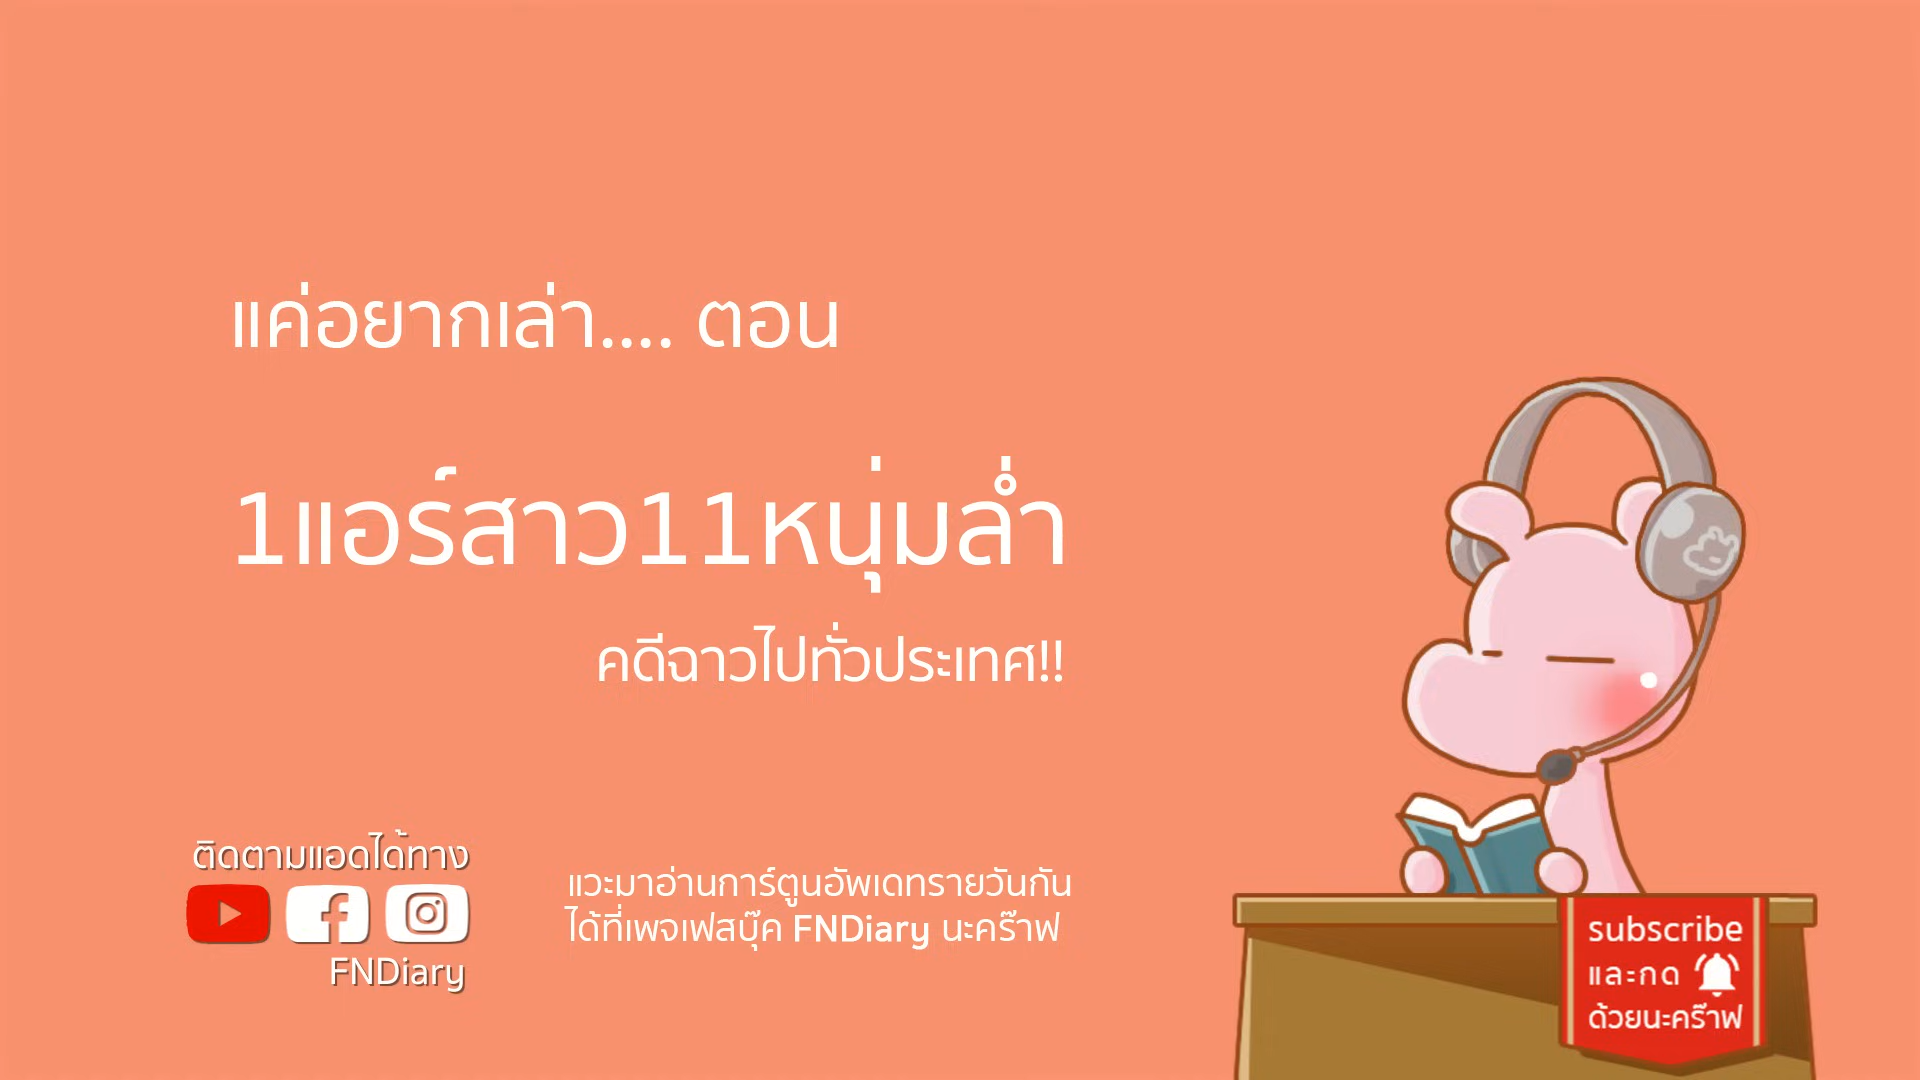 แค่อยากเล่า.... ตอน
1แอร์สาว11หนุ่มล่ำ
คดีฉาวไปทั่วประเทศ!!
ติดตามแอดได้ทาง
FNDiary
แวะมาอ่านการ์ตูนอัพเดทรายวันกัน
ได้ที่เพจเฟสบุ๊ค FNDiary นะคร๊าฟ
subscribe
และกด
ด้วยนะคร๊าฟ